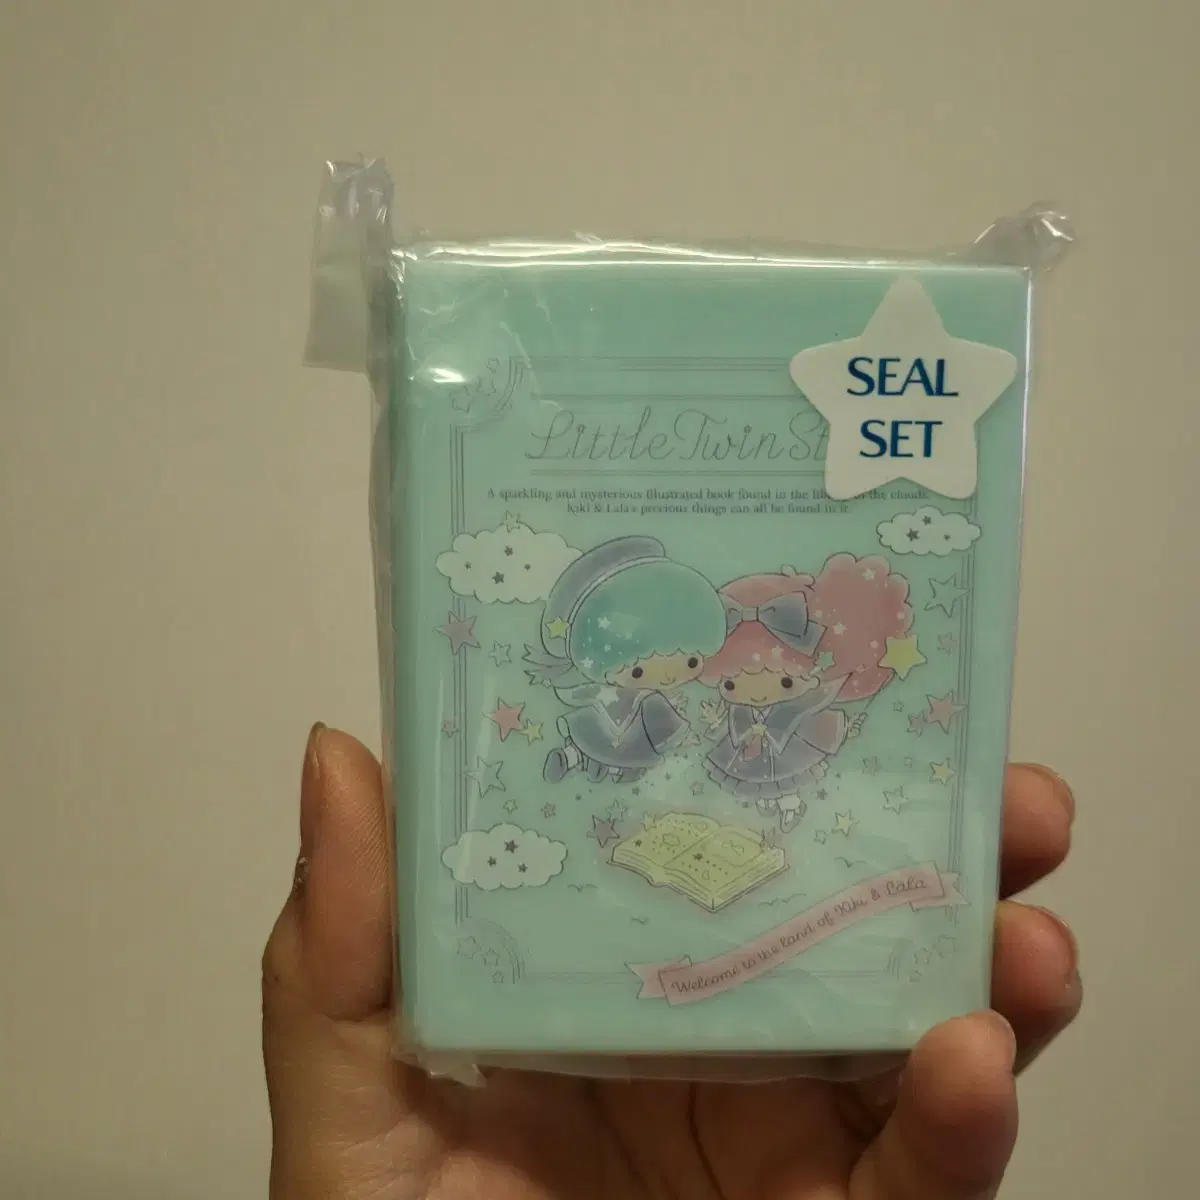 SEAL
SET
Little Twin St
A sparkling and mysterious illustrated book found in the of the clouds.
Kiki & Lala's precious things can all be found in it.
Welcome to the land of Kiki & Lala